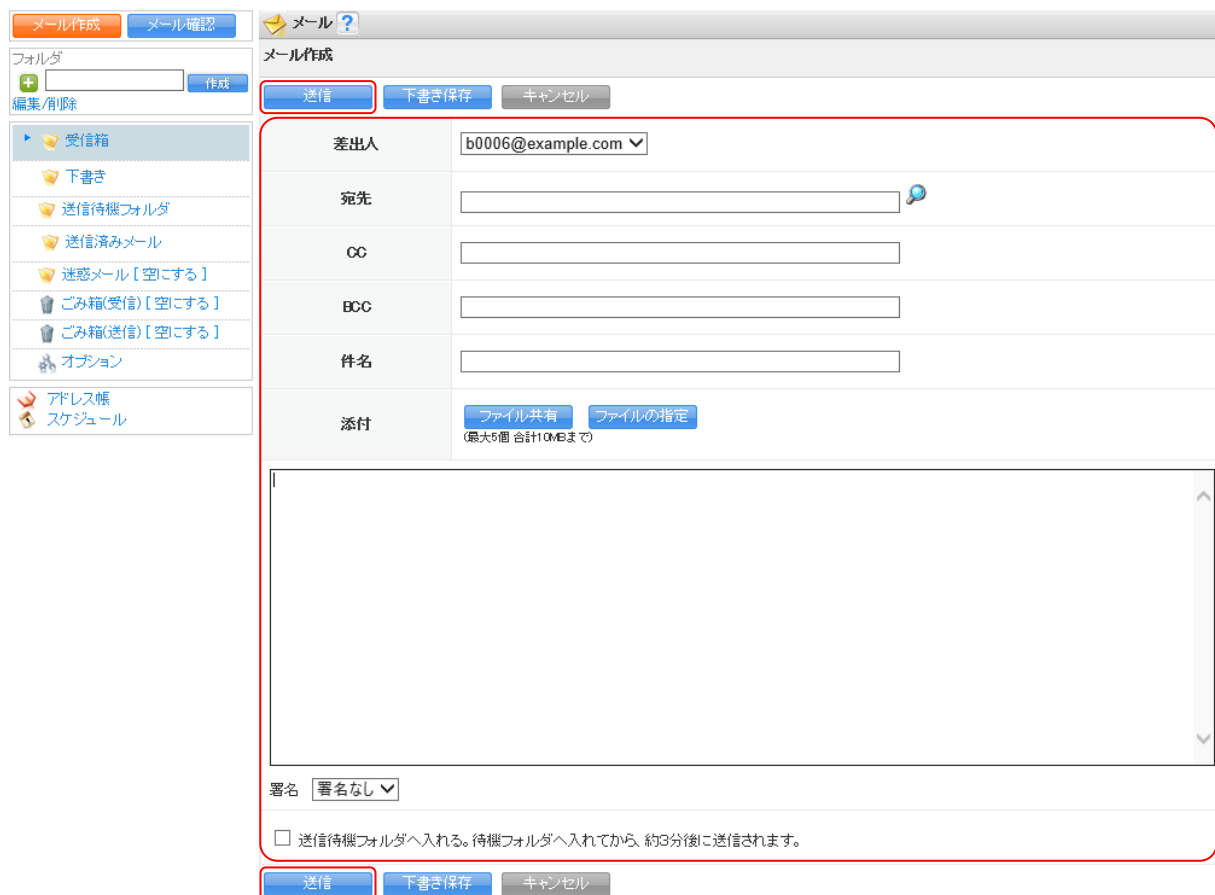 メール作成 メール確認
フォルダ
作成
編集/削除
受信箱
下書き
送信待機フォルダ
送信済みメール
迷惑メール [ 空にする ]
ごみ箱(受信) [ 空にする ]
ごみ箱(送信) [ 空にする ]
オプション
アドレス帳
スケジュール
メール ?
メール作成
送信 下書き保存 キャンセル
差出人 b0006@example.com
宛先
CC
BCC
件名
添付 ファイル共有 ファイルの指定
(最大5個 合計10MBまで)
署名 署名なし
送信待機フォルダへ入れる。待機フォルダへ入れてから、約3分後に送信されます。
送信 下書き保存 キャンセル